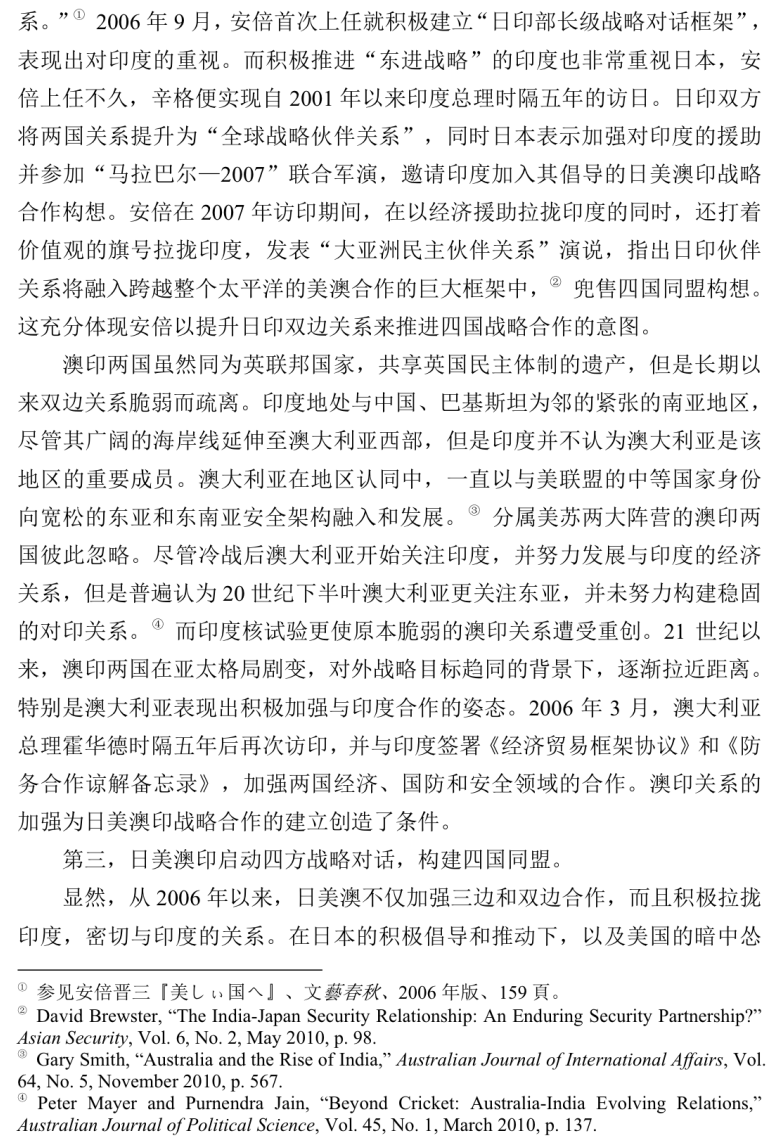 系。”① 2006 年 9 月，安倍首次上任就积极建立“日印部长级战略对话框架”，
表现出对印度的重视。而积极推进“东进战略”的印度也非常重视日本，安
倍上任不久，辛格便实现自 2001 年以来印度总理时隔五年的访日。日印双方
将两国关系提升为“全球战略伙伴关系”，同时日本表示加强对印度的援助
并参加“马拉巴尔—2007”联合军演，邀请印度加入其倡导的日美澳印战略
合作构想。安倍在 2007 年访印期间，在以经济援助拉拢印度的同时，还打着
价值观的旗号拉拢印度，发表“大亚洲民主伙伴关系”演说，指出日印伙伴
关系将融入跨越整个太平洋的美澳合作的巨大框架中，② 兜售四国同盟构想。
这充分体现安倍以提升日印双边关系来推进四国战略合作的意图。
澳印两国虽然同为英联邦国家，共享英国民主体制的遗产，但是长期以
来双边关系脆弱而疏离。印度地处与中国、巴基斯坦为邻的紧张的南亚地区，
尽管其广阔的海岸线延伸至澳大利亚西部，但是印度并不认为澳大利亚是该
地区的重要成员。澳大利亚在地区认同中，一直以与美联盟的中等国家身份
向宽松的东亚和东南亚安全架构融入和发展。③ 分属美苏两大阵营的澳印两
国彼此忽略。尽管冷战后澳大利亚开始关注印度，并努力发展与印度的经济
关系，但是普遍认为 20 世纪下半叶澳大利亚更关注东亚，并未努力构建稳固
的对印关系。④ 而印度核试验更使原本脆弱的澳印关系遭受重创。21 世纪以
来，澳印两国在亚太格局剧变，对外战略目标趋同的背景下，逐渐拉近距离。
特别是澳大利亚表现出积极加强与印度合作的姿态。2006 年 3 月，澳大利亚
总理霍华德时隔五年后再次访印，并与印度签署《经济贸易框架协议》和《防
务合作谅解备忘录》，加强两国经济、国防和安全领域的合作。澳印关系的
加强为日美澳印战略合作的建立创造了条件。
第三，日美澳印启动四方战略对话，构建四国同盟。
显然，从 2006 年以来，日美澳不仅加强三边和双边合作，而且积极拉拢
印度，密切与印度的关系。在日本的积极倡导和推动下，以及美国的暗中怂
① 参见安倍晋三『美しぃ国へ』、文藝春秋、2006 年版、159 頁。
② David Brewster, “The India-Japan Security Relationship: An Enduring Security Partnership?”
Asian Security, Vol. 6, No. 2, May 2010, p. 98.
③ Gary Smith, “Australia and the Rise of India,” Australian Journal of International Affairs, Vol.
64, No. 5, November 2010, p. 567.
④ Peter Mayer and Purnendra Jain, “Beyond Cricket: Australia-India Evolving Relations,”
Australian Journal of Political Science, Vol. 45, No. 1, March 2010, p. 137.